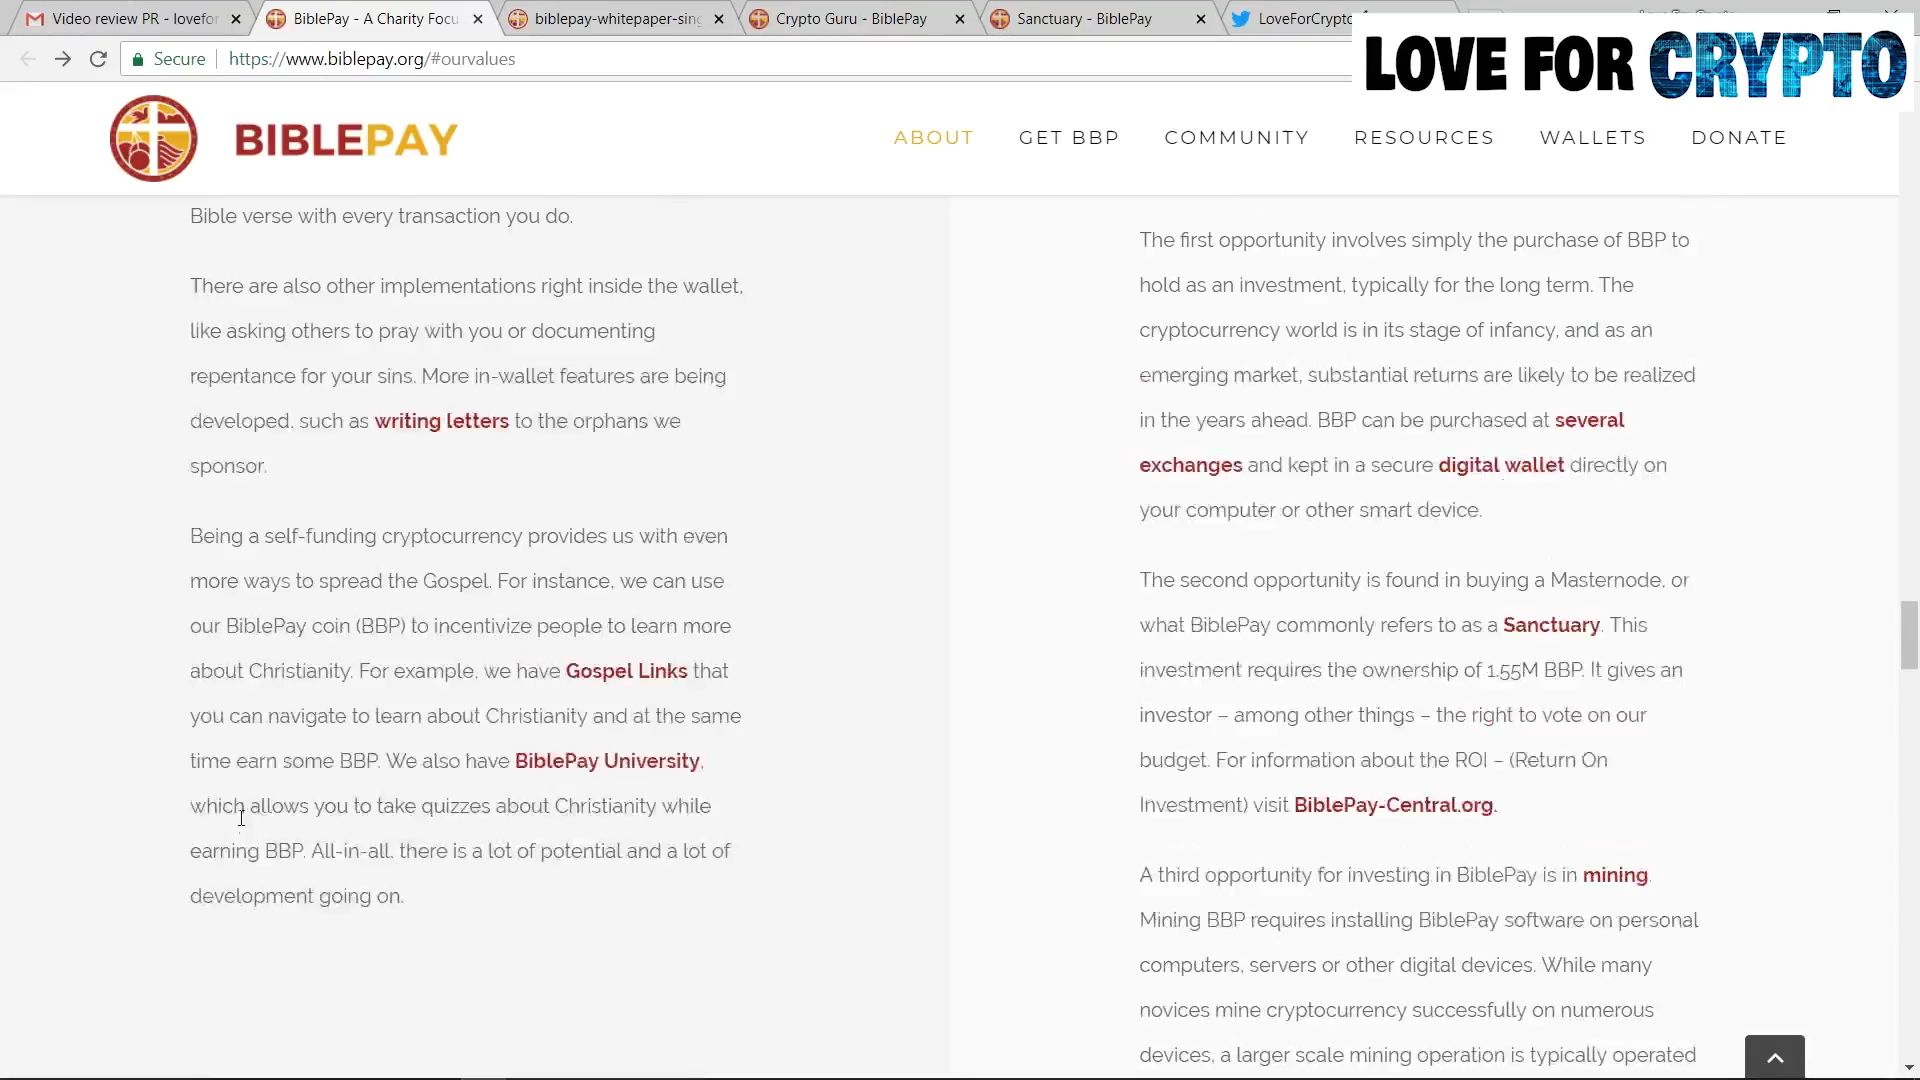 Video review PR - lovefor
BiblePay - A Charity Focu
biblepay-whitepaper-sing
Crypto Guru - BiblePay
Sanctuary - BiblePay
LoveForCrypto
Secure
https://www.biblepay.org/#ourvalues
LOVE FOR CRYPTO
BIBLEPAY
ABOUT
GET BBP
COMMUNITY
RESOURCES
WALLETS
DONATE
Bible verse with every transaction you do.
There are also other implementations right inside the wallet,
like asking others to pray with you or documenting
repentance for your sins. More in-wallet features are being
developed, such as writing letters to the orphans we
sponsor.
Being a self-funding cryptocurrency provides us with even
more ways to spread the Gospel. For instance, we can use
our BiblePay coin (BBP) to incentivize people to learn more
about Christianity. For example, we have Gospel Links that
you can navigate to learn about Christianity and at the same
time earn some BBP. We also have BiblePay University,
which allows you to take quizzes about Christianity while
earning BBP. All-in-all, there is a lot of potential and a lot of
development going on.
The first opportunity involves simply the purchase of BBP to
hold as an investment, typically for the long term. The
cryptocurrency world is in its stage of infancy, and as an
emerging market, substantial returns are likely to be realized
in the years ahead. BBP can be purchased at several
exchanges and kept in a secure digital wallet directly on
your computer or other smart device.
The second opportunity is found in buying a Masternode, or
what BiblePay commonly refers to as a Sanctuary. This
investment requires the ownership of 1.55M BBP. It gives an
investor – among other things – the right to vote on our
budget. For information about the ROI – (Return On
Investment) visit BiblePay-Central.org.
A third opportunity for investing in BiblePay is in mining.
Mining BBP requires installing BiblePay software on personal
computers, servers or other digital devices. While many
novices mine cryptocurrency successfully on numerous
devices, a larger scale mining operation is typically operated